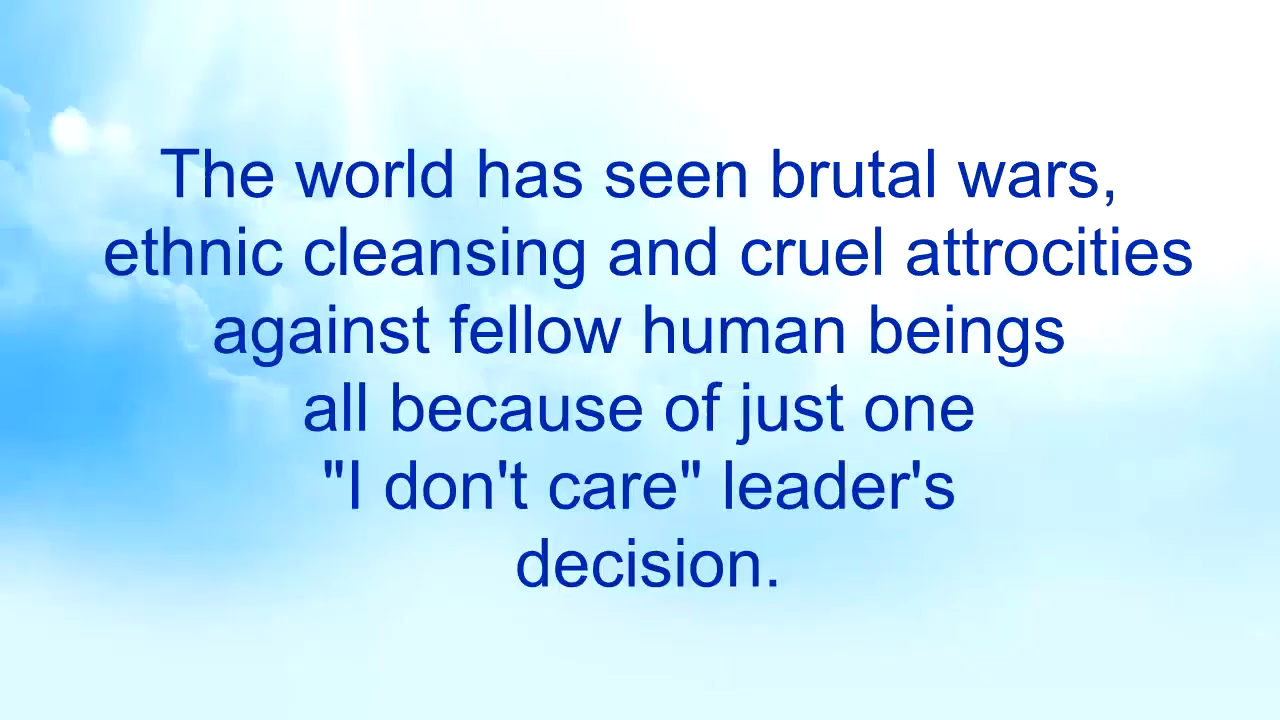 The world has seen brutal wars,
ethnic cleansing and cruel attrocities
against fellow human beings
all because of just one
"I don't care" leader's
decision.